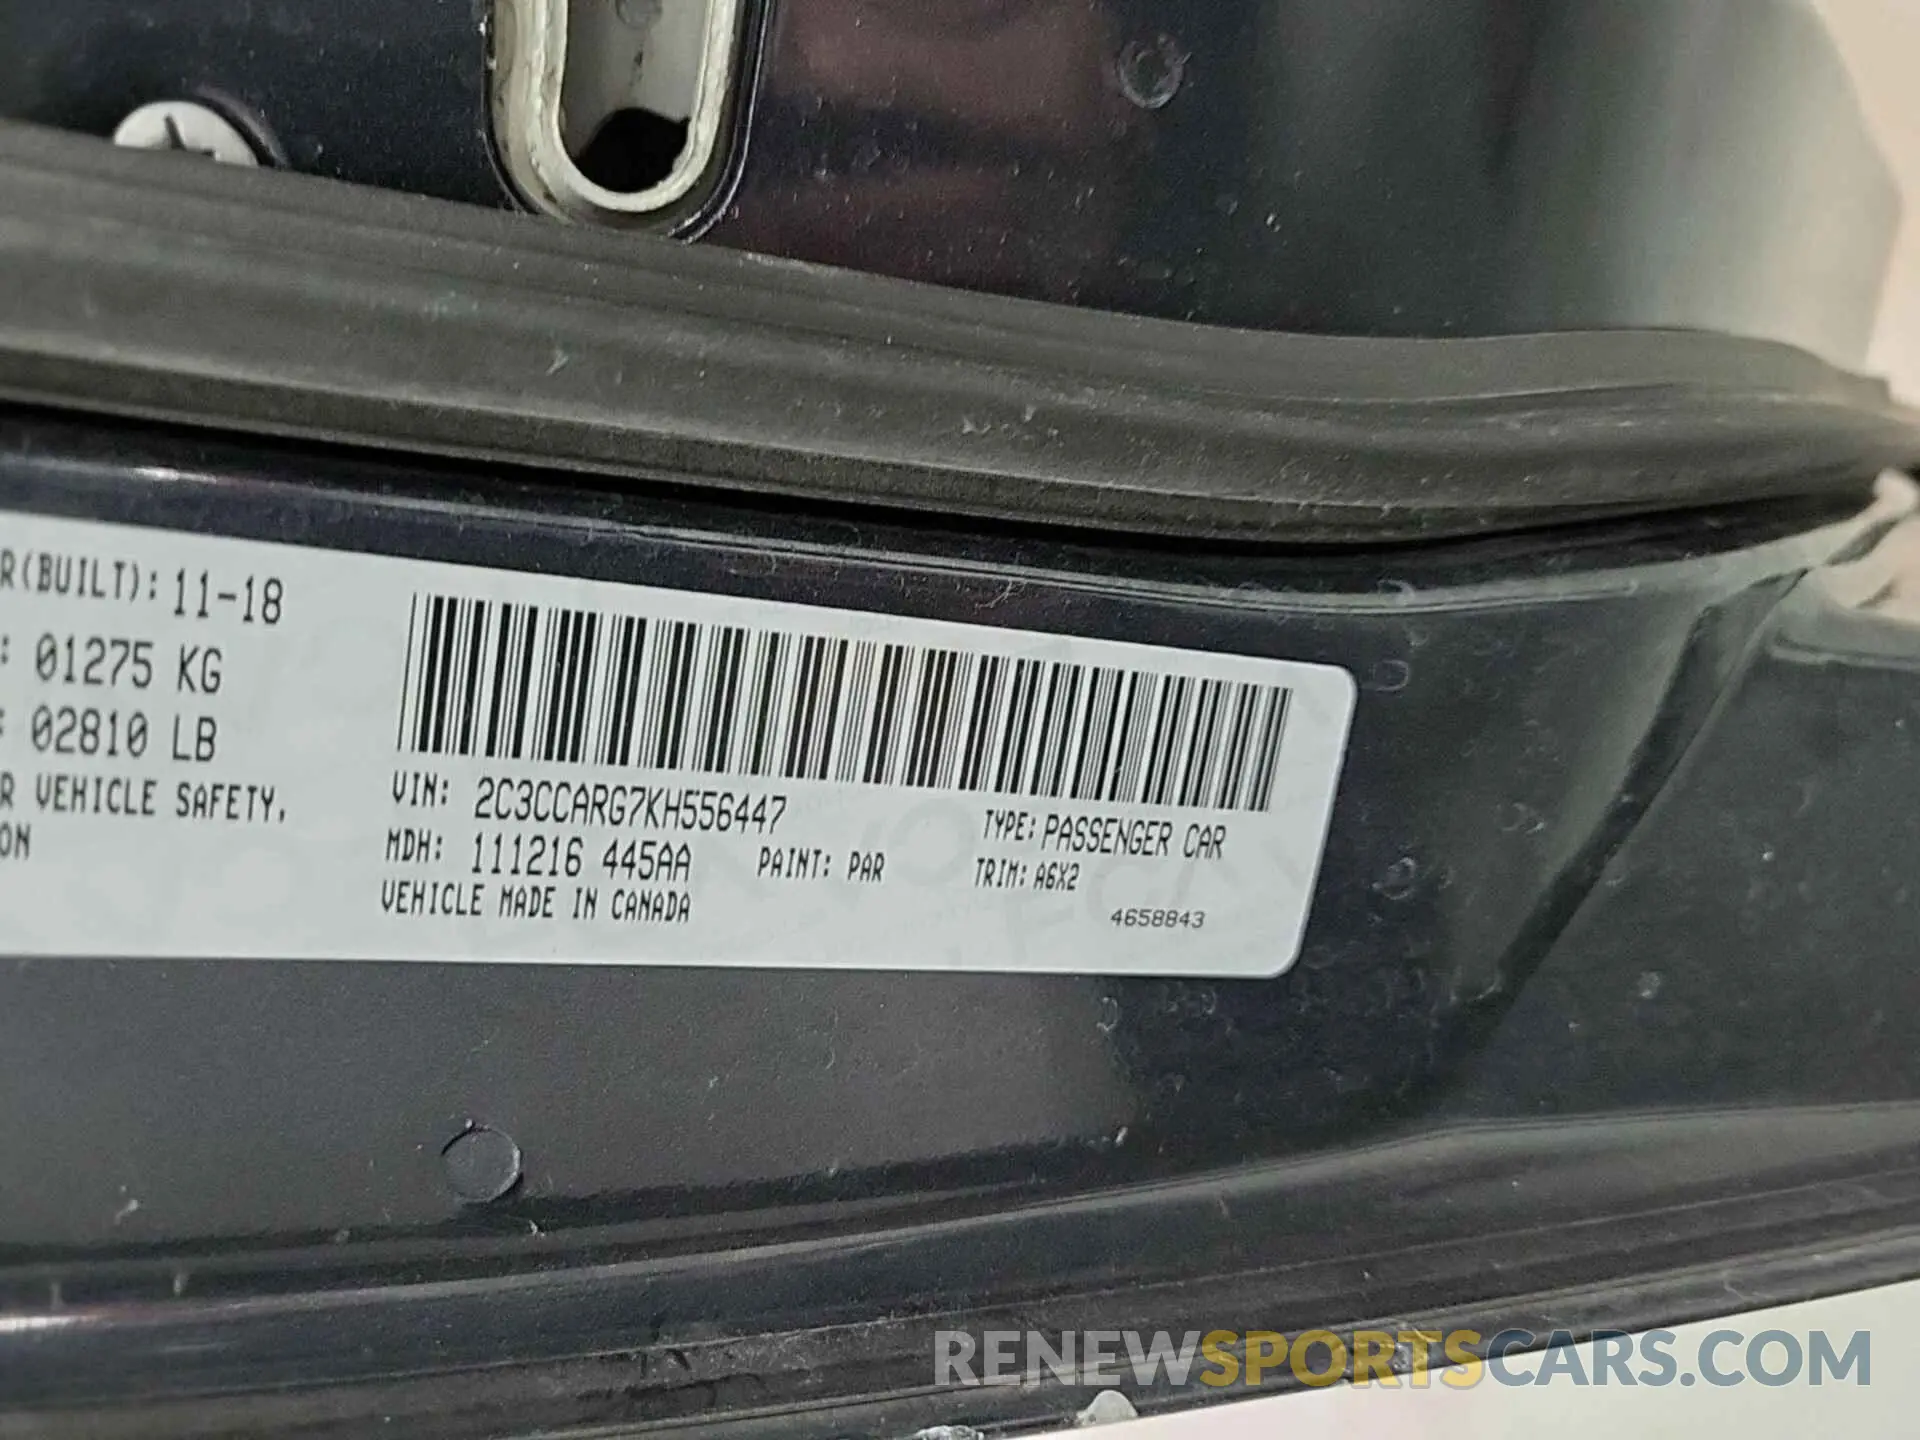 R(BUILT): 11-18
: 01275 KG
: 02810 LB
R VEHICLE SAFETY,
ON
VIN: 2C3CCARG7KH556447
TYPE: PASSENGER CAR
MDH: 111216 445AA
PAINT: PAR
TRIM: A6X2
VEHICLE MADE IN CANADA
4658843
RENEWSPORTSCARS.COM